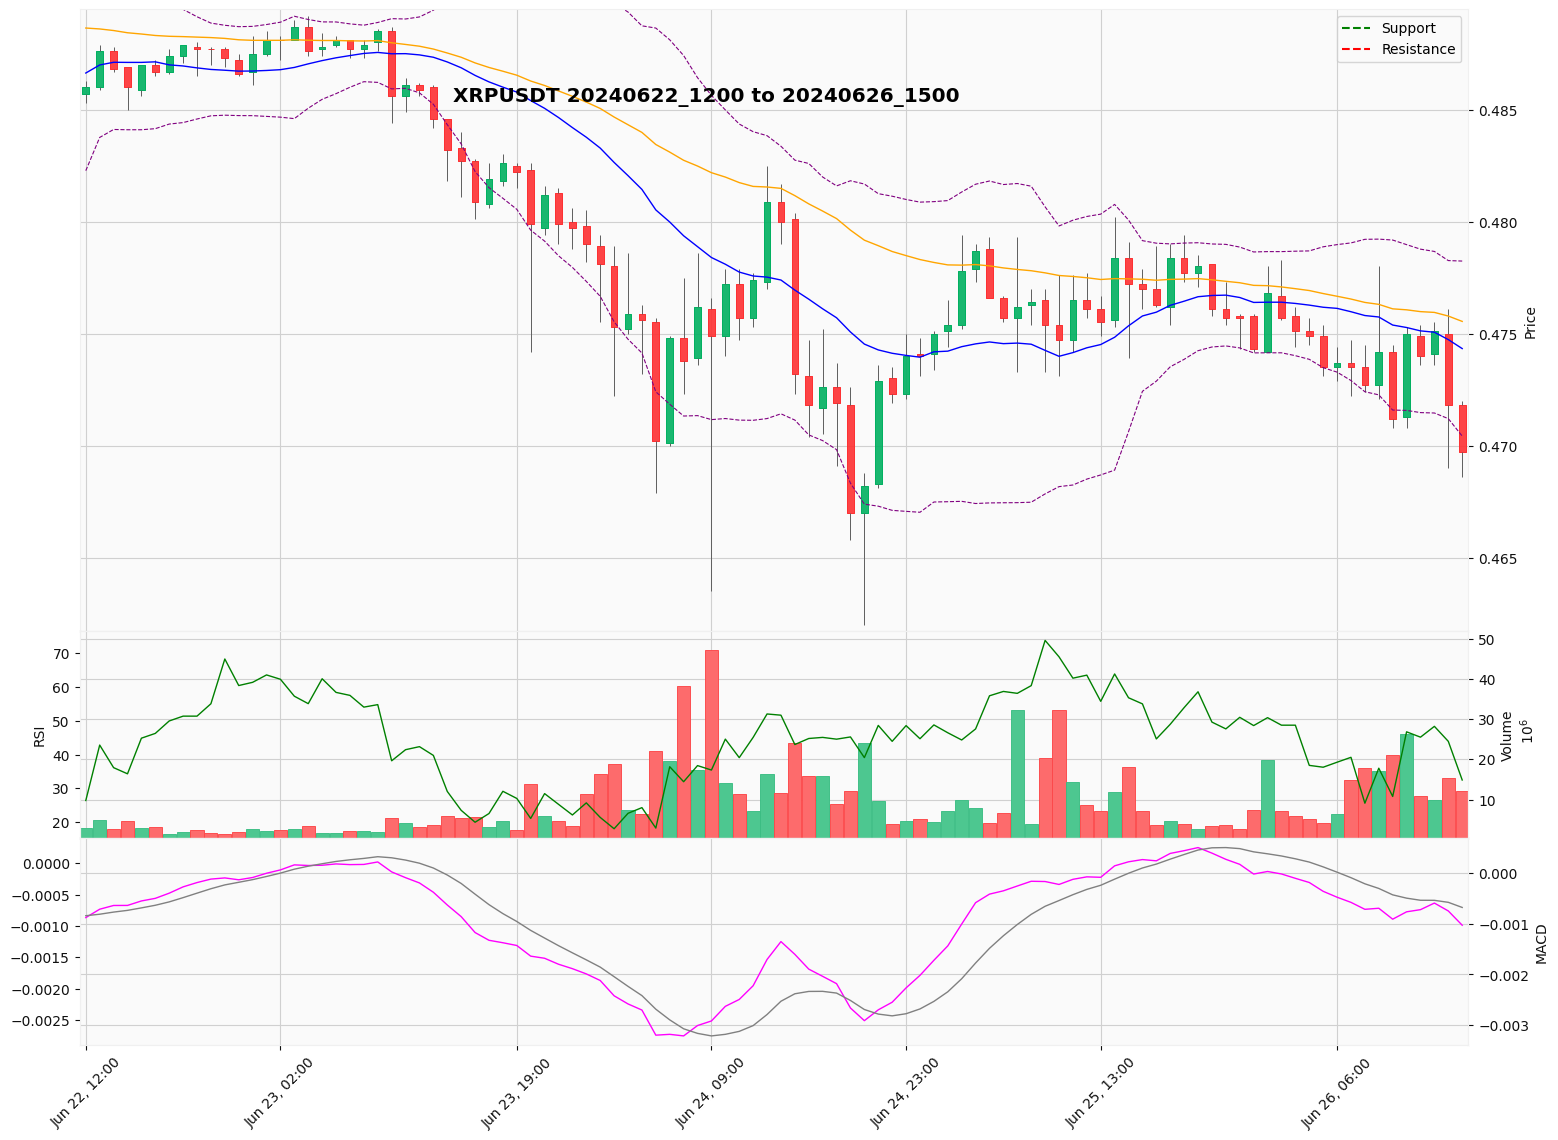 Support
Resistance
XRPUSDT 20240622_1200 to 20240626_1500
0.485
0.480
0.475
0.470
0.465
Price
70
60
50
40
30
20
RSI
50
40
30
20
10
Volume
10^6
0.0000
−0.0005
−0.0010
−0.0015
−0.0020
−0.0025
0.000
−0.001
−0.002
−0.003
MACD
Jun 22, 12:00
Jun 23, 02:00
Jun 23, 19:00
Jun 24, 09:00
Jun 24, 23:00
Jun 25, 13:00
Jun 26, 06:00